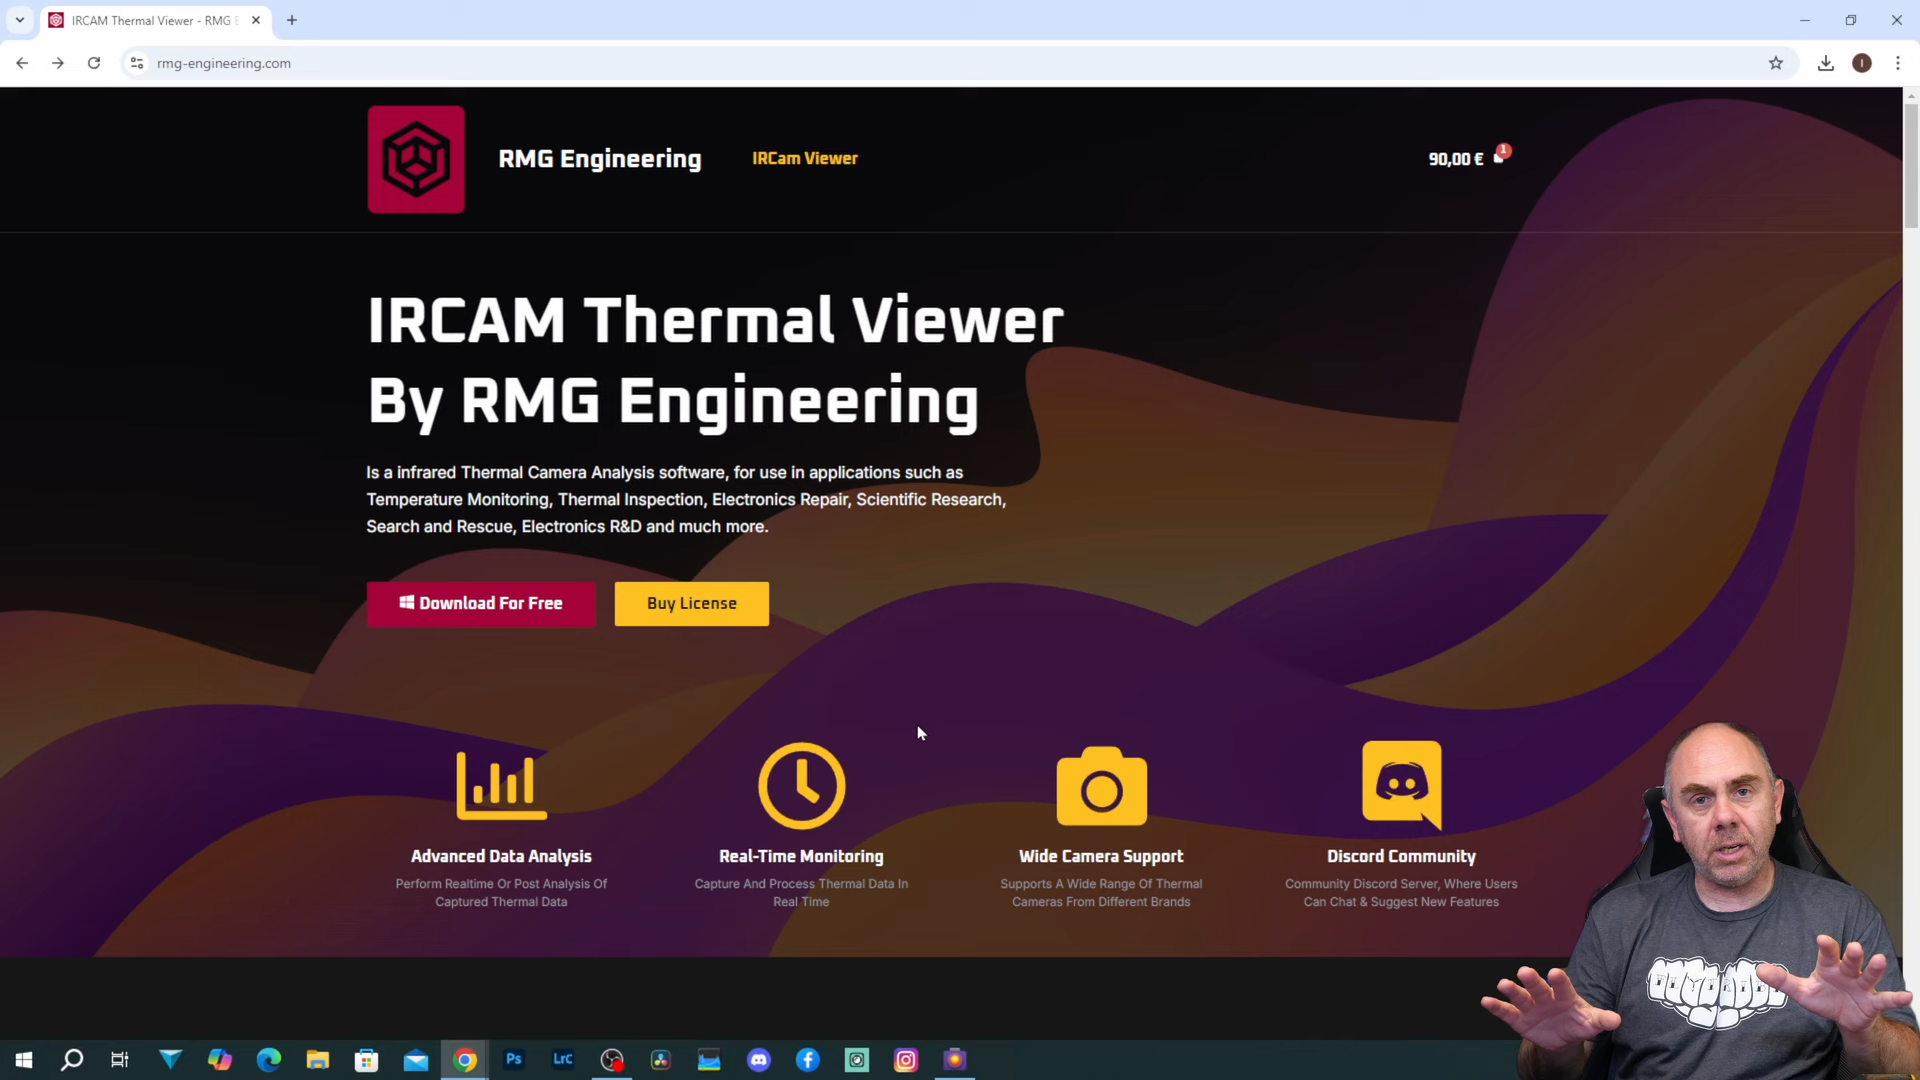 IRCAM Thermal Viewer - RMG E
rmg-engineering.com
RMG Engineering
IRCam Viewer
90,00 €
1
IRCAM Thermal Viewer
By RMG Engineering
Is a infrared Thermal Camera Analysis software, for use in applications such as
Temperature Monitoring, Thermal Inspection, Electronics Repair, Scientific Research,
Search and Rescue, Electronics R&D and much more.
Download For Free
Buy License
Advanced Data Analysis
Perform Realtime Or Post Analysis Of
Captured Thermal Data
Real-Time Monitoring
Capture And Process Thermal Data In
Real Time
Wide Camera Support
Supports A Wide Range Of Thermal
Cameras From Different Brands
Discord Community
Community Discord Server, Where Users
Can Chat & Suggest New Features
Ps
LrC
I